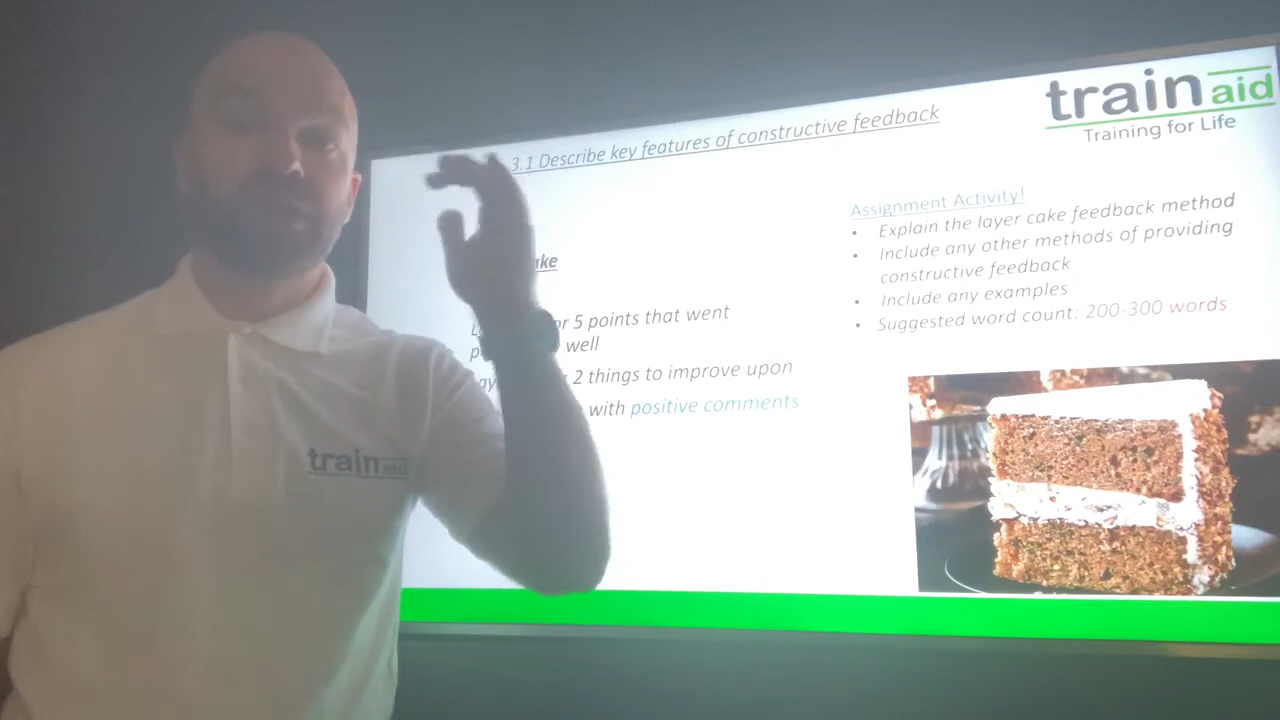 3.1 Describe key features of constructive feedback
train aid
Training for Life
or 5 points that went
well
2 things to improve upon
with positive comments
Assignment Activity!
• Explain the layer cake feedback method
• Include any other methods of providing
constructive feedback
• Include any examples
• Suggested word count: 200-300 words
train aid